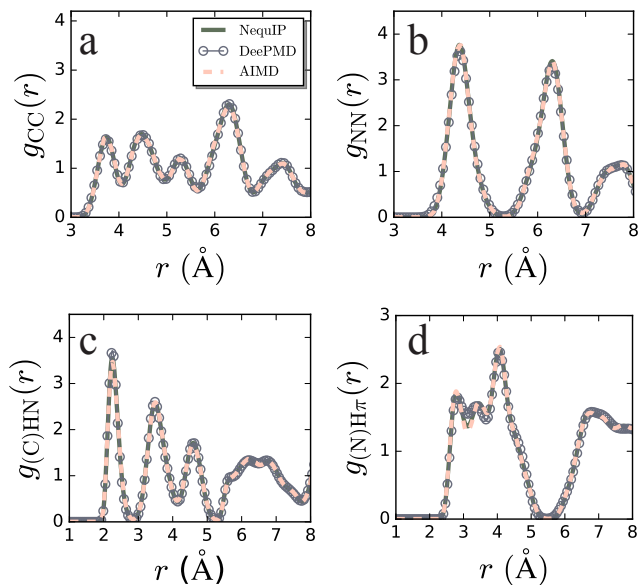 a
NequIP
DeePMD
AIMD
g_CC(r)
4
3
2
1
0
3 4 5 6 7 8
r (Å)
b
g_NN(r)
4
3
2
1
0
3 4 5 6 7 8
r (Å)
c
g_(C)HN(r)
4
3
2
1
0
1 2 3 4 5 6 7 8
r (Å)
d
g_(N)Hπ(r)
3
2
1
0
1 2 3 4 5 6 7 8
r (Å)